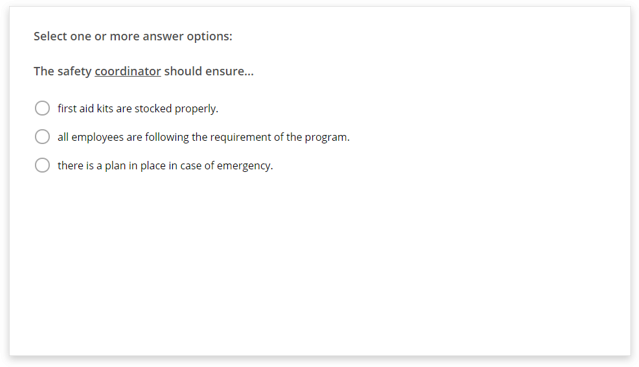 Select one or more answer options:
The safety coordinator should ensure...
first aid kits are stocked properly.
all employees are following the requirement of the program.
there is a plan in place in case of emergency.